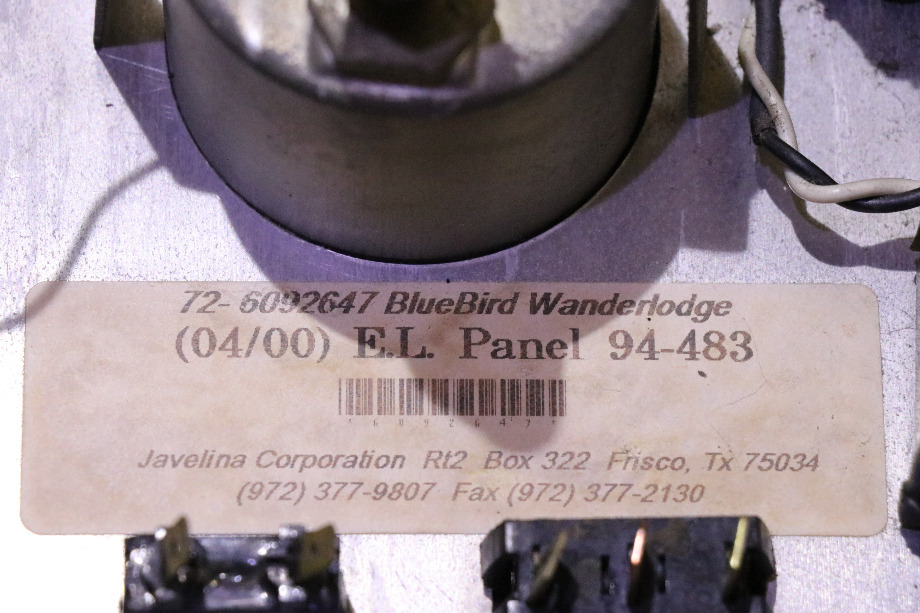 72- 6092647 BlueBird Wanderlodge
(04/00) E.L. Panel 94-483
*6092647*
Javelina Corporation Rt2 Box 322 Frisco, Tx 75034
(972) 377-9807 Fax (972) 377-2130